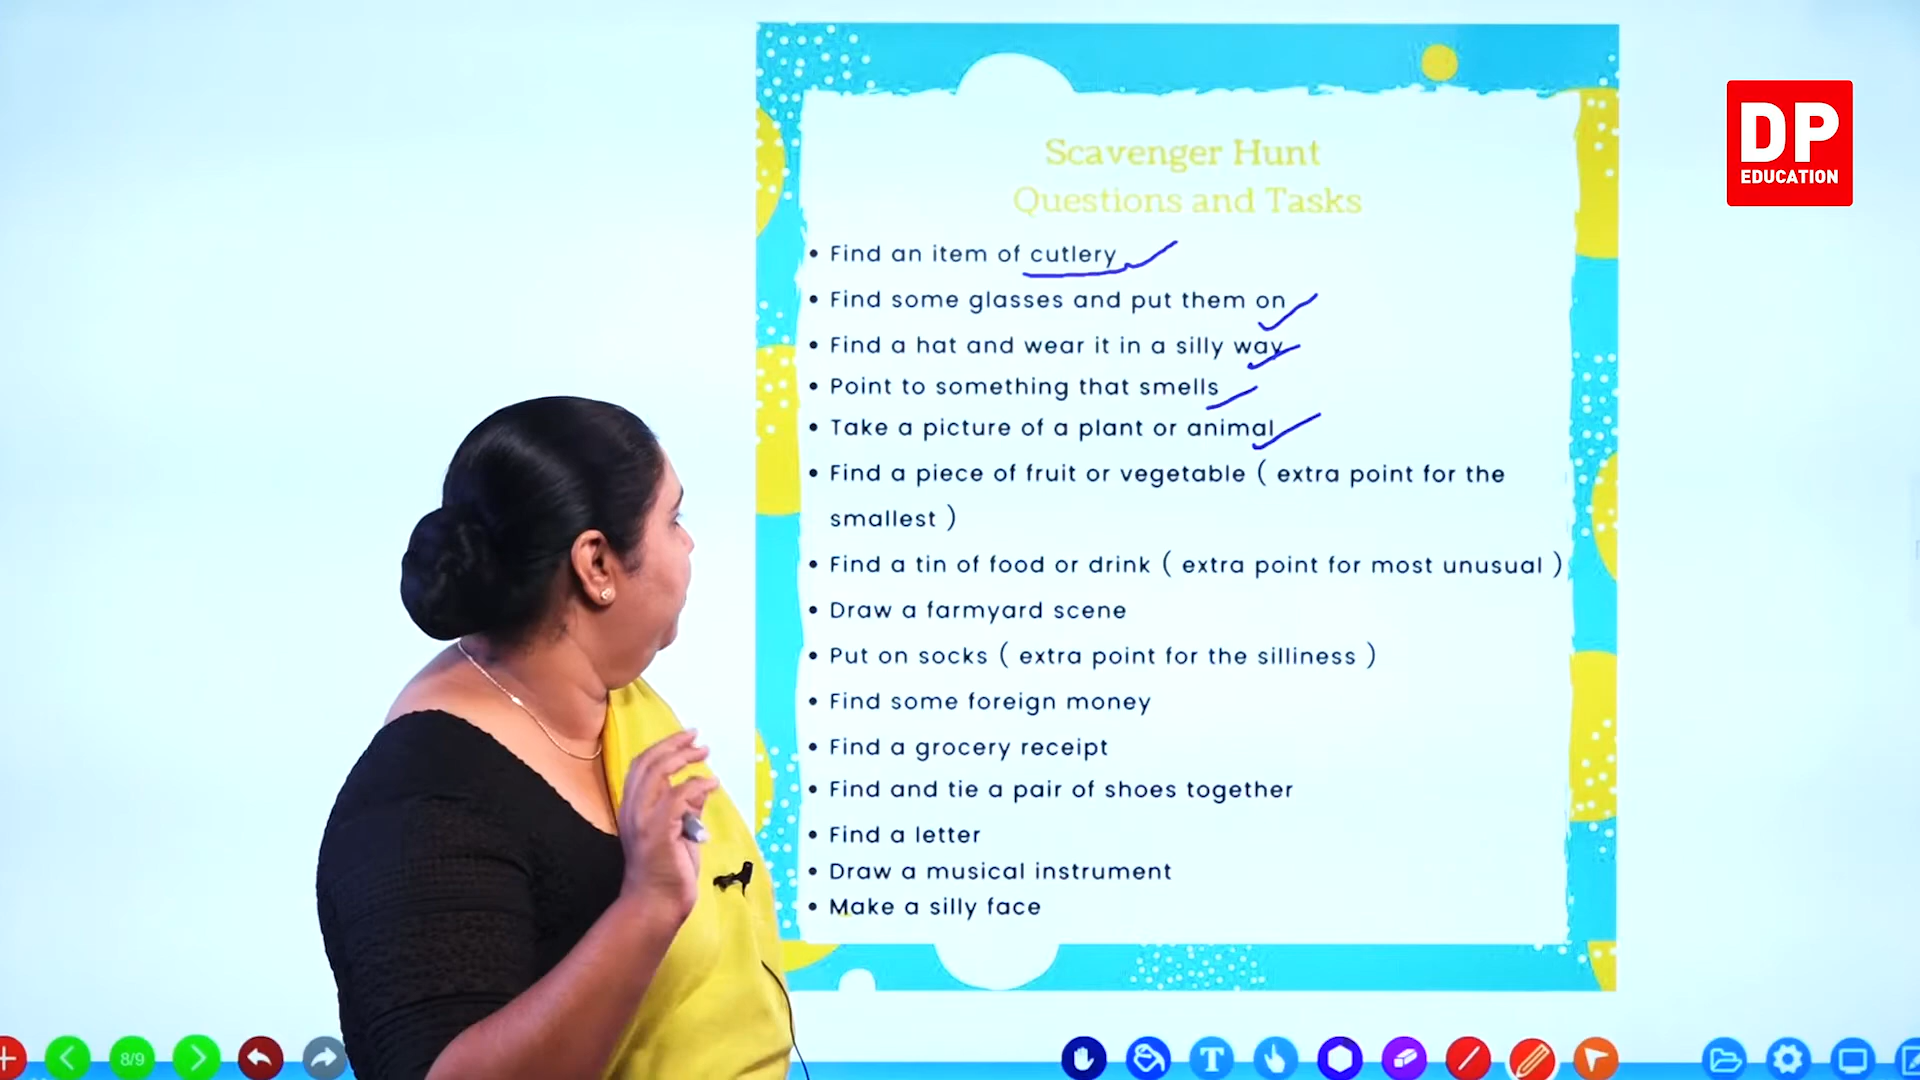 DP
EDUCATION
Scavenger Hunt
Questions and Tasks
• Find an item of cutlery
• Find some glasses and put them on
• Find a hat and wear it in a silly way
• Point to something that smells
• Take a picture of a plant or animal
• Find a piece of fruit or vegetable ( extra point for the
smallest )
• Find a tin of food or drink ( extra point for most unusual )
• Draw a farmyard scene
• Put on socks ( extra point for the silliness )
• Find some foreign money
• Find a grocery receipt
• Find and tie a pair of shoes together
• Find a letter
• Draw a musical instrument
• Make a silly face
8/9
T